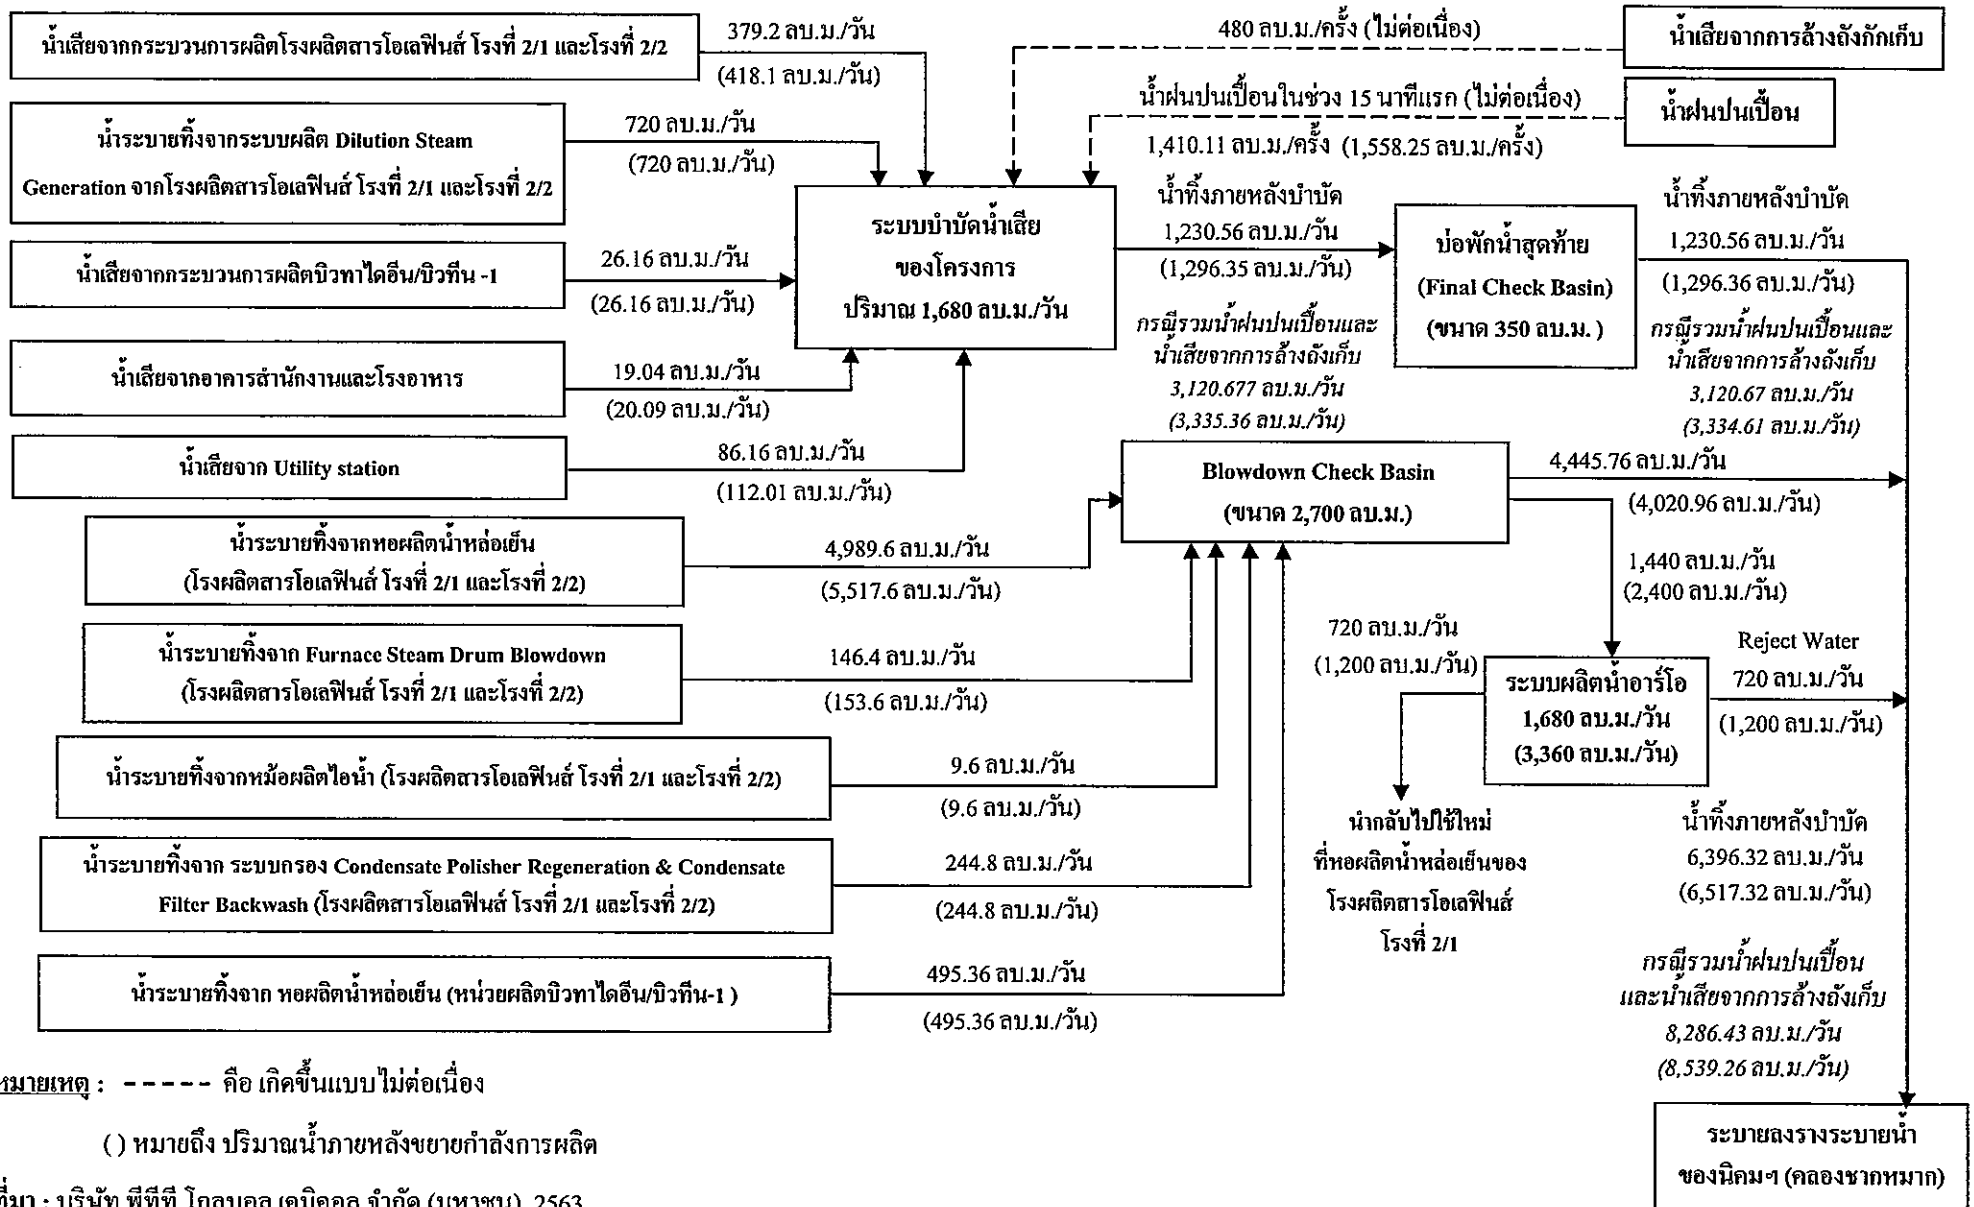 น้ำเสียจากกระบวนการผลิตโรงผลิตสารโอเลฟินส์ โรงที่ 2/1 และโรงที่ 2/2
379.2 ลบ.ม./วัน
(418.1 ลบ.ม./วัน)
480 ลบ.ม./ครั้ง (ไม่ต่อเนื่อง)
น้ำเสียจากการล้างถังกักเก็บ
น้ำฝนปนเปื้อนในช่วง 15 นาทีแรก (ไม่ต่อเนื่อง)
1,410.11 ลบ.ม./ครั้ง (1,558.25 ลบ.ม./ครั้ง)
น้ำฝนปนเปื้อน
น้ำระบายทิ้งจากระบบผลิต Dilution Steam
Generation จากโรงผลิตสารโอเลฟินส์ โรงที่ 2/1 และโรงที่ 2/2
720 ลบ.ม./วัน
(720 ลบ.ม./วัน)
น้ำเสียจากกระบวนการผลิตบิวทาไดอีน/บิวทีน -1
26.16 ลบ.ม./วัน
(26.16 ลบ.ม./วัน)
น้ำเสียจากอาคารสำนักงานและโรงอาหาร
19.04 ลบ.ม./วัน
(20.09 ลบ.ม./วัน)
น้ำเสียจาก Utility station
86.16 ลบ.ม./วัน
(112.01 ลบ.ม./วัน)
ระบบบำบัดน้ำเสีย
ของโครงการ
ปริมาณ 1,680 ลบ.ม./วัน
น้ำทิ้งภายหลังบำบัด
1,230.56 ลบ.ม./วัน
(1,296.35 ลบ.ม./วัน)
กรณีรวมน้ำฝนปนเปื้อนและ
น้ำเสียจากการล้างถังเก็บ
3,120.677 ลบ.ม./วัน
(3,335.36 ลบ.ม./วัน)
บ่อพักน้ำสุดท้าย
(Final Check Basin)
(ขนาด 350 ลบ.ม. )
น้ำทิ้งภายหลังบำบัด
1,230.56 ลบ.ม./วัน
(1,296.36 ลบ.ม./วัน)
กรณีรวมน้ำฝนปนเปื้อนและ
น้ำเสียจากการล้างถังเก็บ
3,120.67 ลบ.ม./วัน
(3,334.61 ลบ.ม./วัน)
น้ำระบายทิ้งจากหอผลิตน้ำหล่อเย็น
(โรงผลิตสารโอเลฟินส์ โรงที่ 2/1 และโรงที่ 2/2)
4,989.6 ลบ.ม./วัน
(5,517.6 ลบ.ม./วัน)
น้ำระบายทิ้งจาก Furnace Steam Drum Blowdown
(โรงผลิตสารโอเลฟินส์ โรงที่ 2/1 และโรงที่ 2/2)
146.4 ลบ.ม./วัน
(153.6 ลบ.ม./วัน)
น้ำระบายทิ้งจากหม้อผลิตไอน้ำ (โรงผลิตสารโอเลฟินส์ โรงที่ 2/1 และโรงที่ 2/2)
9.6 ลบ.ม./วัน
(9.6 ลบ.ม./วัน)
น้ำระบายทิ้งจาก ระบบกรอง Condensate Polisher Regeneration & Condensate
Filter Backwash (โรงผลิตสารโอเลฟินส์ โรงที่ 2/1 และโรงที่ 2/2)
244.8 ลบ.ม./วัน
(244.8 ลบ.ม./วัน)
น้ำระบายทิ้งจาก หอผลิตน้ำหล่อเย็น (หน่วยผลิตบิวทาไดอีน/บิวทีน-1 )
495.36 ลบ.ม./วัน
(495.36 ลบ.ม./วัน)
Blowdown Check Basin
(ขนาด 2,700 ลบ.ม.)
4,445.76 ลบ.ม./วัน
(4,020.96 ลบ.ม./วัน)
1,440 ลบ.ม./วัน
(2,400 ลบ.ม./วัน)
720 ลบ.ม./วัน
(1,200 ลบ.ม./วัน)
ระบบผลิตน้ำอาร์โอ
1,680 ลบ.ม./วัน
(3,360 ลบ.ม./วัน)
Reject Water
720 ลบ.ม./วัน
(1,200 ลบ.ม./วัน)
นำกลับไปใช้ใหม่
ที่หอผลิตน้ำหล่อเย็นของ
โรงผลิตสารโอเลฟินส์
โรงที่ 2/1
น้ำทิ้งภายหลังบำบัด
6,396.32 ลบ.ม./วัน
(6,517.32 ลบ.ม./วัน)
กรณีรวมน้ำฝนปนเปื้อน
และน้ำเสียจากการล้างถังเก็บ
8,286.43 ลบ.ม./วัน
(8,539.26 ลบ.ม./วัน)
ระบายลงรางระบายน้ำ
ของนิคมฯ (คลองชากหมาก)
หมายเหตุ : ----- คือ เกิดขึ้นแบบไม่ต่อเนื่อง
( ) หมายถึง ปริมาณน้ำภายหลังขยายกำลังการผลิต
ที่มา : บริษัท พีทีที โกลบอล เคมิคอล จำกัด (มหาชน), 2563